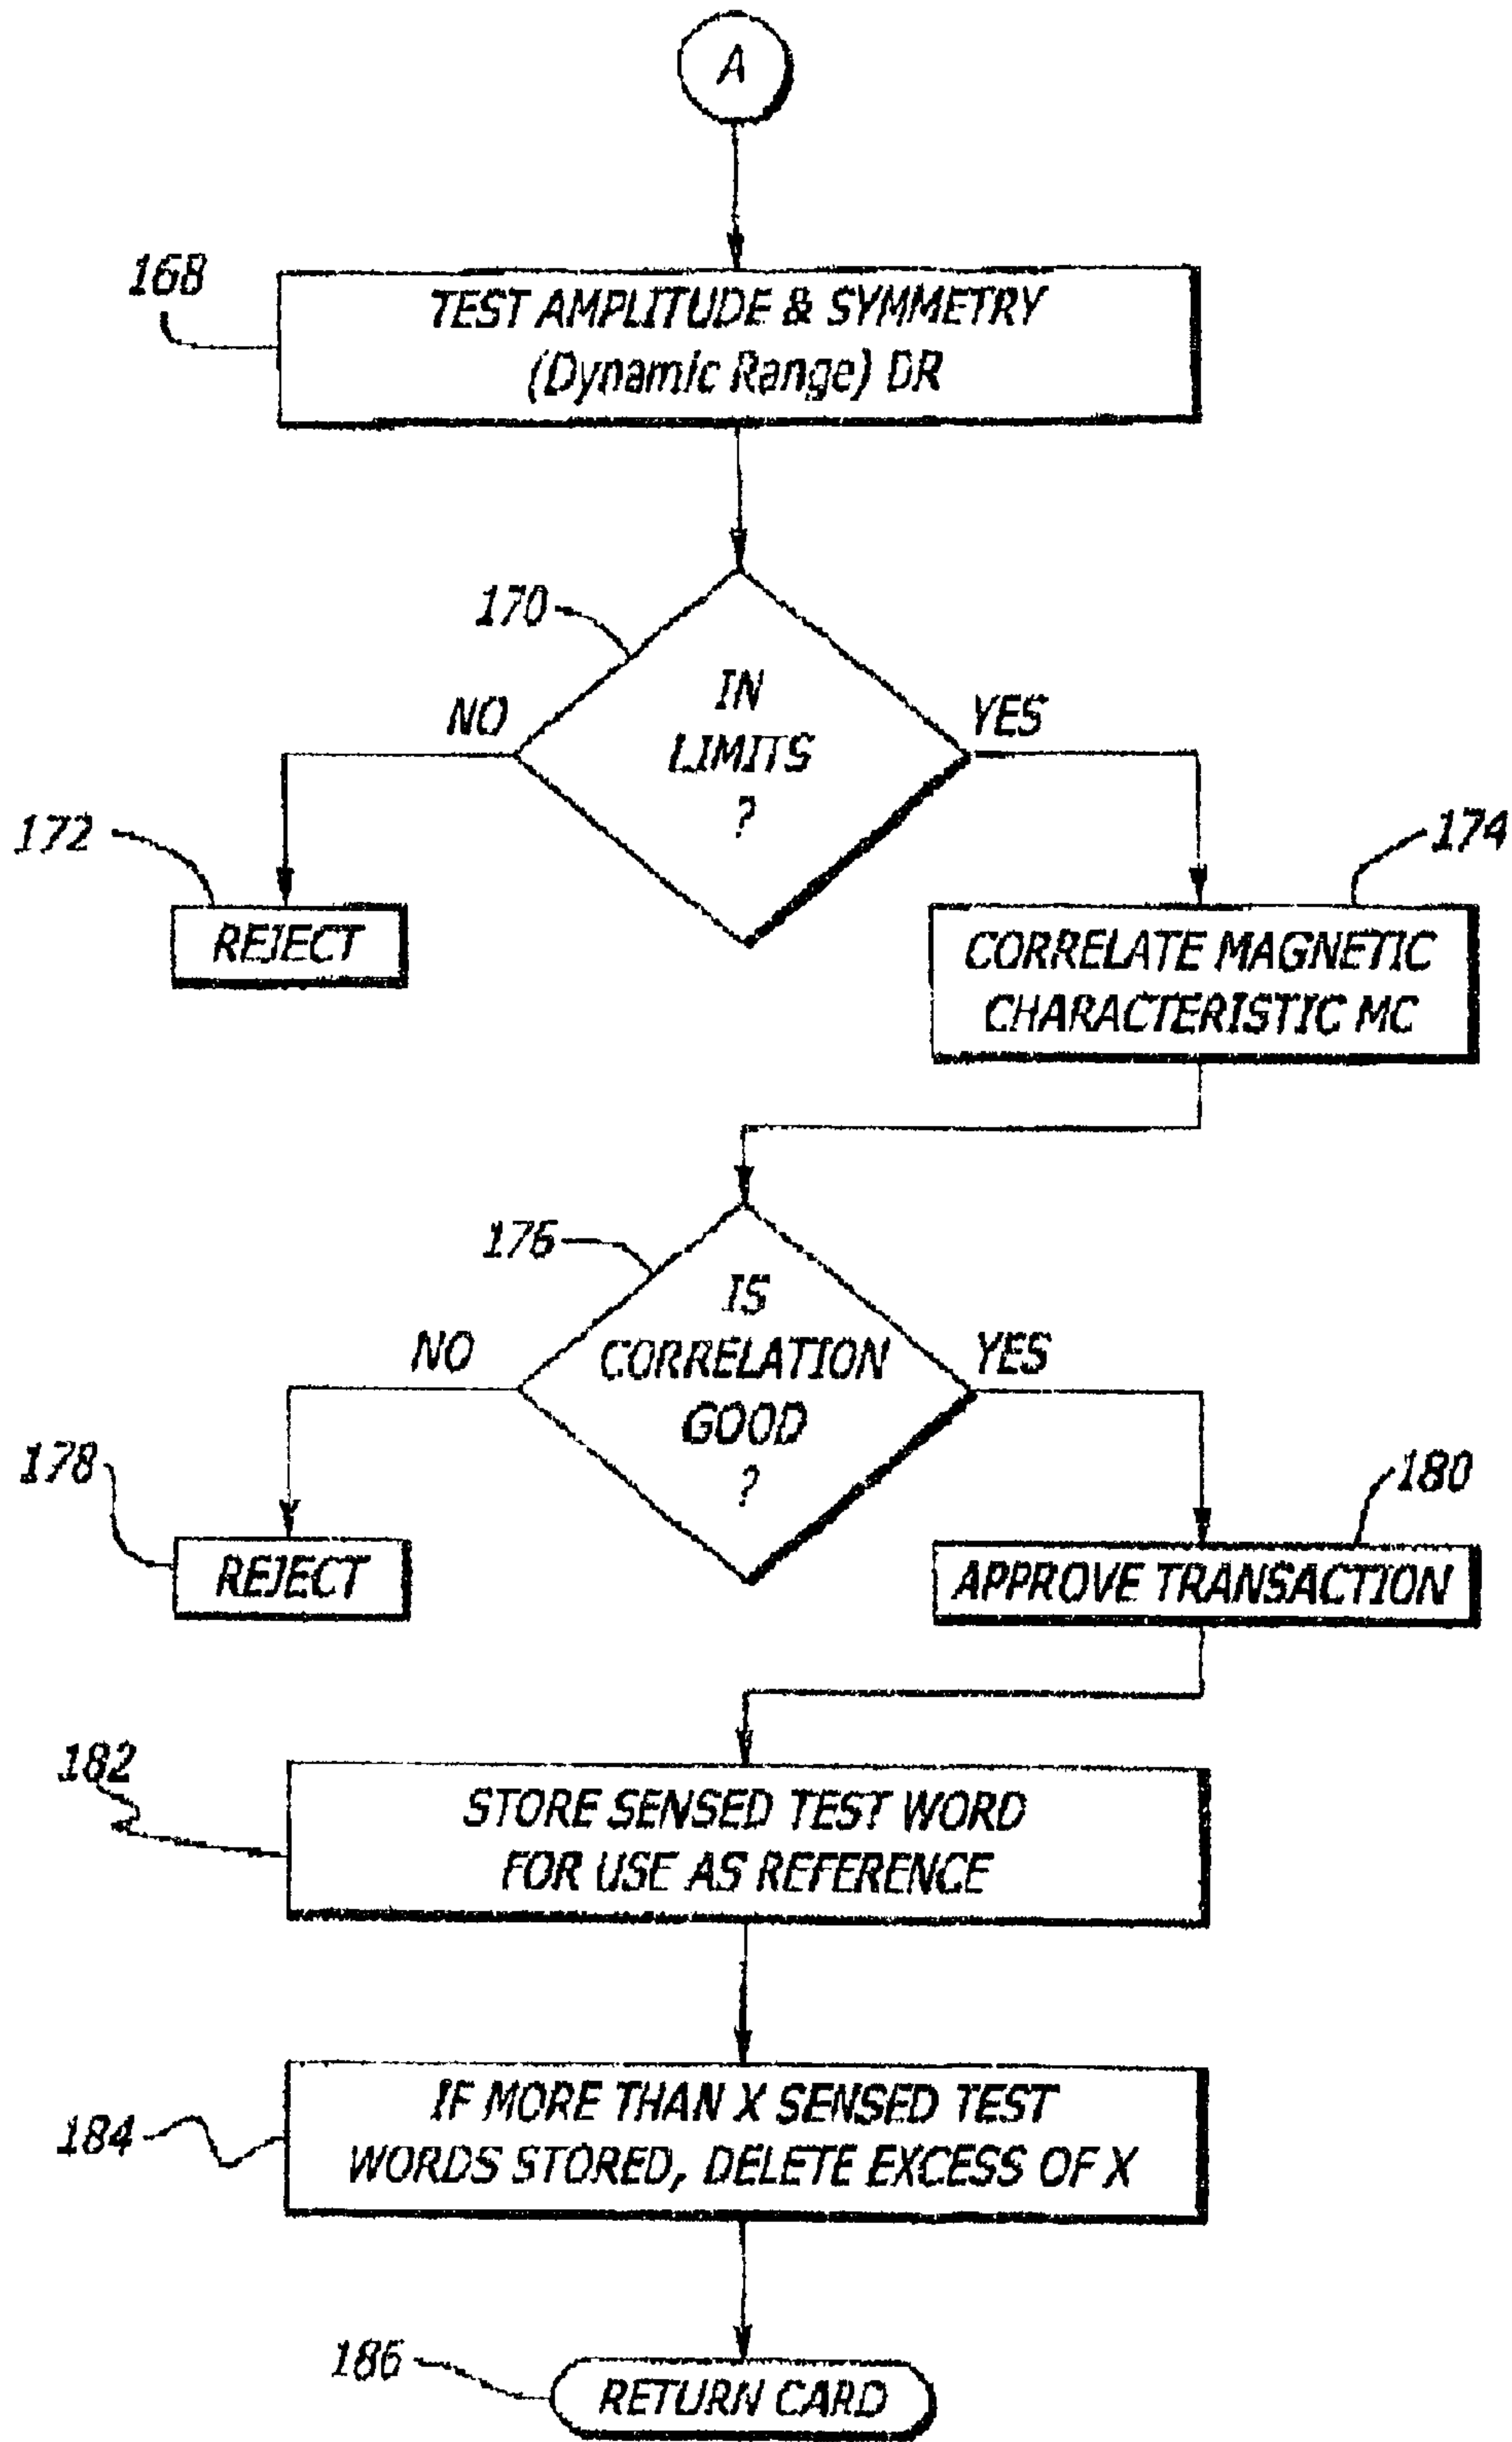 A
168
TEST AMPLITUDE & SYMMETRY
(Dynamic Range) DR
170
IN
LIMITS
?
NO
YES
172
REJECT
174
CORRELATE MAGNETIC
CHARACTERISTIC MC
176
IS
CORRELATION
GOOD
?
NO
YES
178
REJECT
180
APPROVE TRANSACTION
182
STORE SENSED TEST WORD
FOR USE AS REFERENCE
184
IF MORE THAN X SENSED TEST
WORDS STORED, DELETE EXCESS OF X
186
RETURN CARD